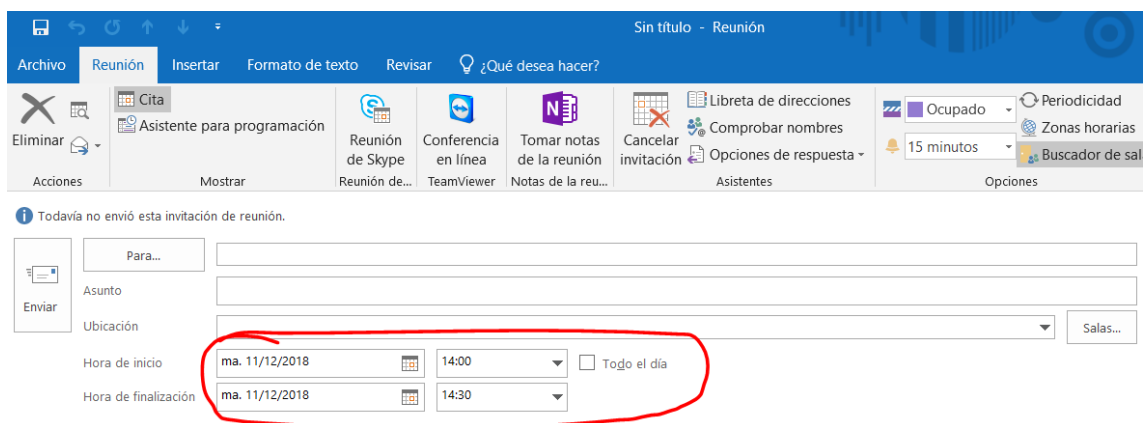 Sin título - Reunión
Archivo Reunión Insertar Formato de texto Revisar ¿Qué desea hacer?
Eliminar
Acciones
Cita
Asistente para programación
Mostrar
Reunión
de Skype
Reunión de...
Conferencia
en línea
TeamViewer
N
Tomar notas
de la reunión
Notas de la reu...
Cancelar
invitación
Libreta de direcciones
Comprobar nombres
Opciones de respuesta
Asistentes
Ocupado
15 minutos
Periodicidad
Zonas horarias
Buscador de sal
Opciones
Todavía no envió esta invitación de reunión.
Enviar
Para...
Asunto
Ubicación
Salas...
Hora de inicio ma. 11/12/2018 14:00 Todo el día
Hora de finalización ma. 11/12/2018 14:30